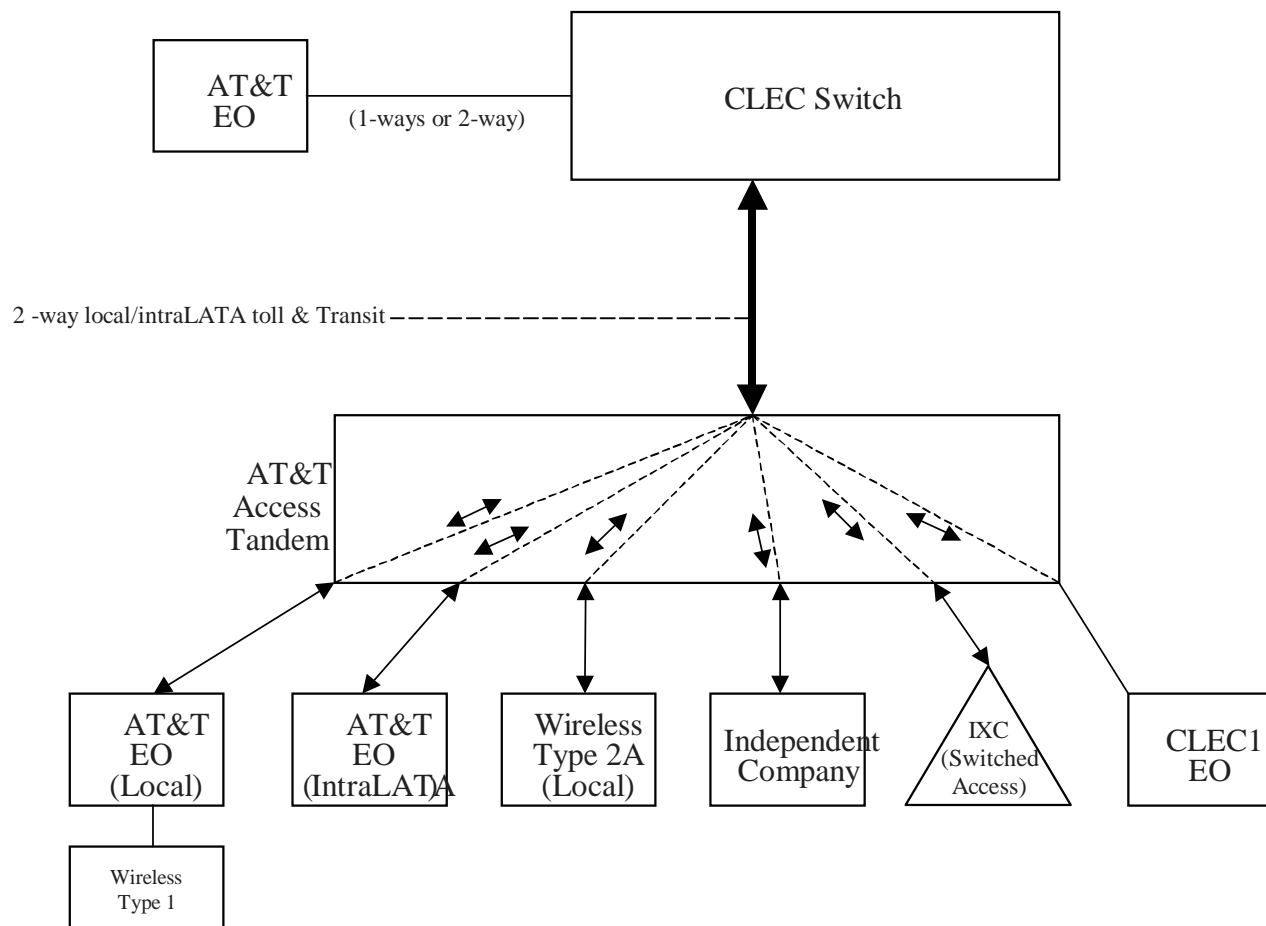 AT&T
EO
(1-ways or 2-way)
CLEC Switch
2 -way local/intraLATA toll & Transit
AT&T
Access
Tandem
AT&T
EO
(Local)
AT&T
EO
(IntraLAT)A
Wireless
Type 2A
(Local)
Independent
Company
IXC
(Switched
Access)
CLEC1
EO
Wireless
Type 1